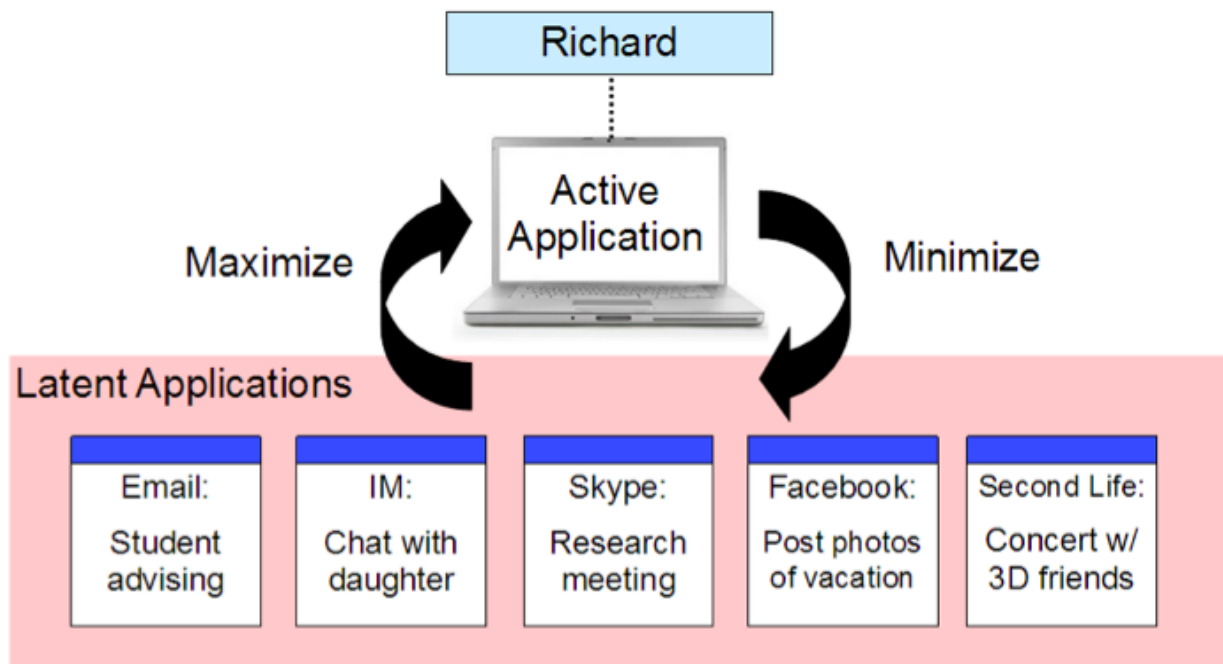 Richard
Active
Application
Maximize
Minimize
Latent Applications
Email:
Student
advising
IM:
Chat with
daughter
Skype:
Research
meeting
Facebook:
Post photos
of vacation
Second Life:
Concert w/
3D friends